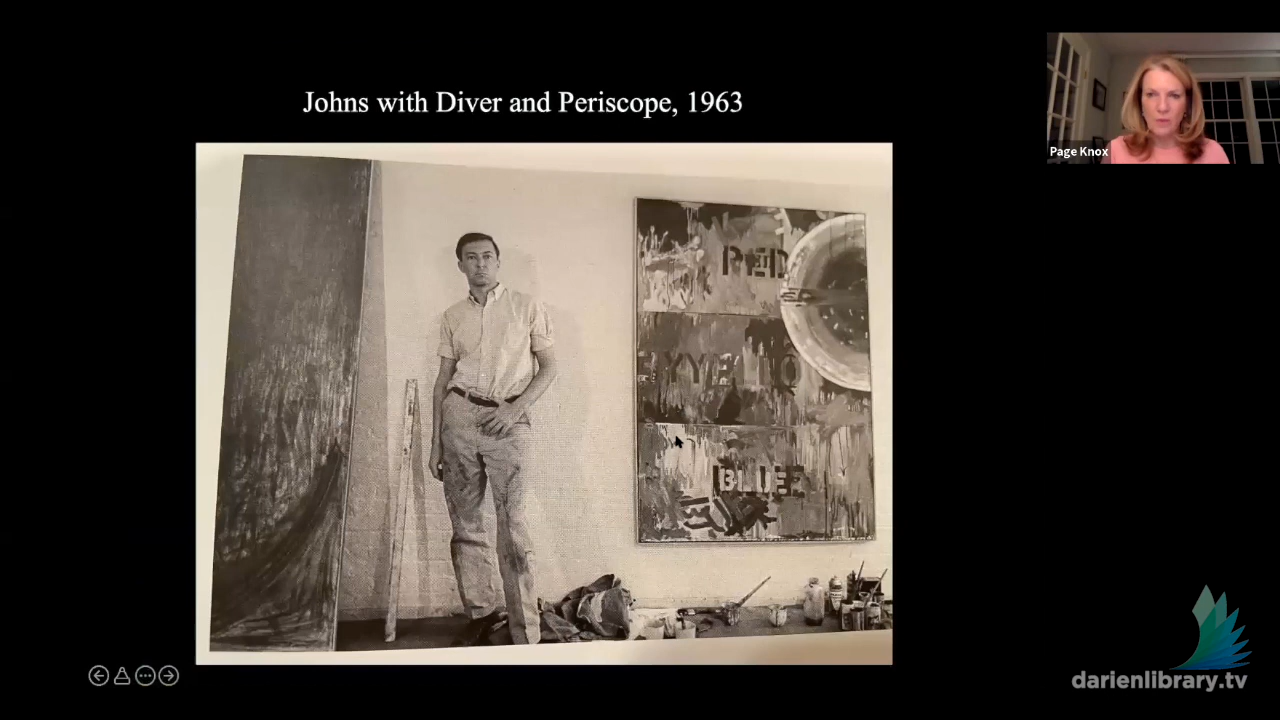 Johns with Diver and Periscope, 1963
Page Knox
RED
YELLO
BLUE
darienlibrary.tv